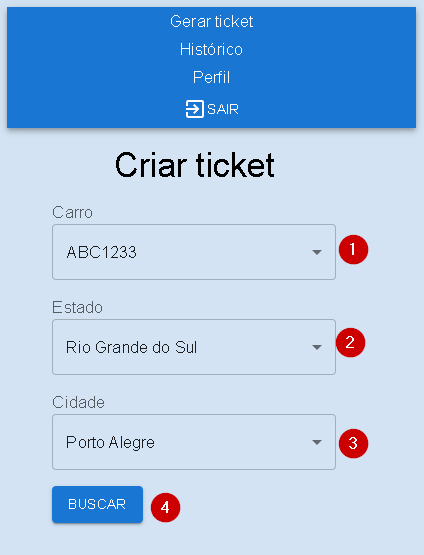 Gerar ticket
Histórico
Perfil
SAIR
Criar ticket
Carro
ABC1233
1
Estado
Rio Grande do Sul
2
Cidade
Porto Alegre
3
BUSCAR
4